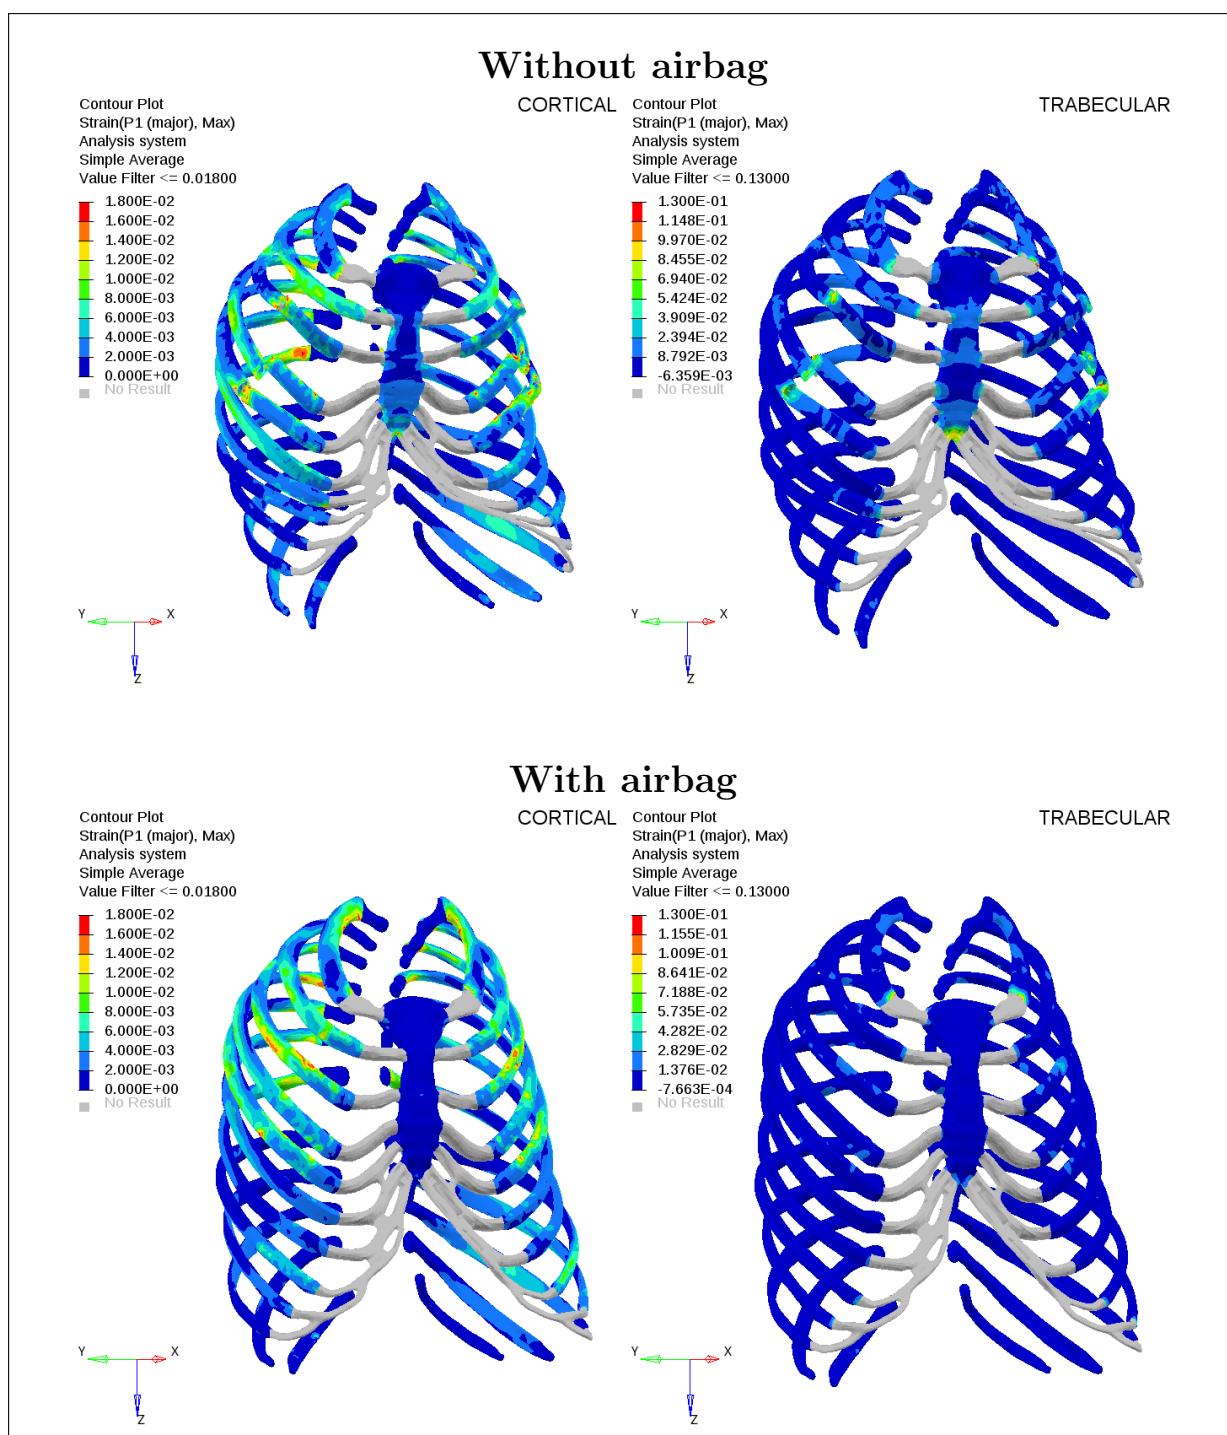 Without airbag
CORTICAL
Contour Plot
Strain(P1 (major), Max)
Analysis system
Simple Average
Value Filter <= 0.01800
1.800E-02
1.600E-02
1.400E-02
1.200E-02
1.000E-02
8.000E-03
6.000E-03
4.000E-03
2.000E-03
0.000E+00
No Result
Y
X
Z
TRABECULAR
Contour Plot
Strain(P1 (major), Max)
Analysis system
Simple Average
Value Filter <= 0.13000
1.300E-01
1.148E-01
9.970E-02
8.455E-02
6.940E-02
5.424E-02
3.909E-02
2.394E-02
8.792E-03
-6.359E-03
No Result
Y
X
Z
With airbag
CORTICAL
Contour Plot
Strain(P1 (major), Max)
Analysis system
Simple Average
Value Filter <= 0.01800
1.800E-02
1.600E-02
1.400E-02
1.200E-02
1.000E-02
8.000E-03
6.000E-03
4.000E-03
2.000E-03
0.000E+00
No Result
Y
X
Z
TRABECULAR
Contour Plot
Strain(P1 (major), Max)
Analysis system
Simple Average
Value Filter <= 0.13000
1.300E-01
1.155E-01
1.009E-01
8.641E-02
7.188E-02
5.735E-02
4.282E-02
2.829E-02
1.376E-02
-7.663E-04
No Result
Y
X
Z